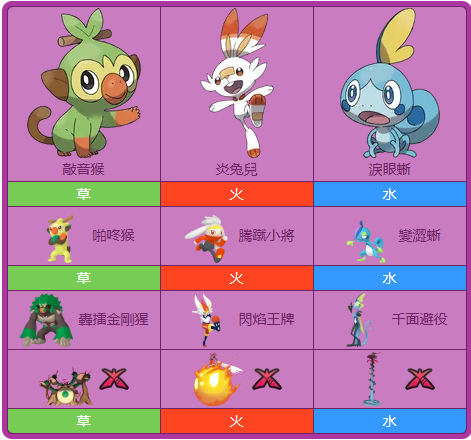 敲音猴 炎兔兒 淚眼蜥
草 火 水
啪咚猴 騰蹴小將 變澀蜥
草 火 水
轟擂金剛猩 閃焰王牌 千面避役
草 火 水